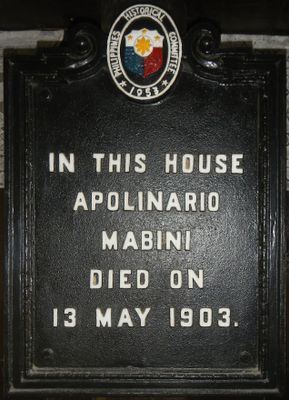 PHILIPPINES HISTORICAL COMMITTEE
1953
IN THIS HOUSE
APOLINARIO
MABINI
DIED ON
13 MAY 1903.